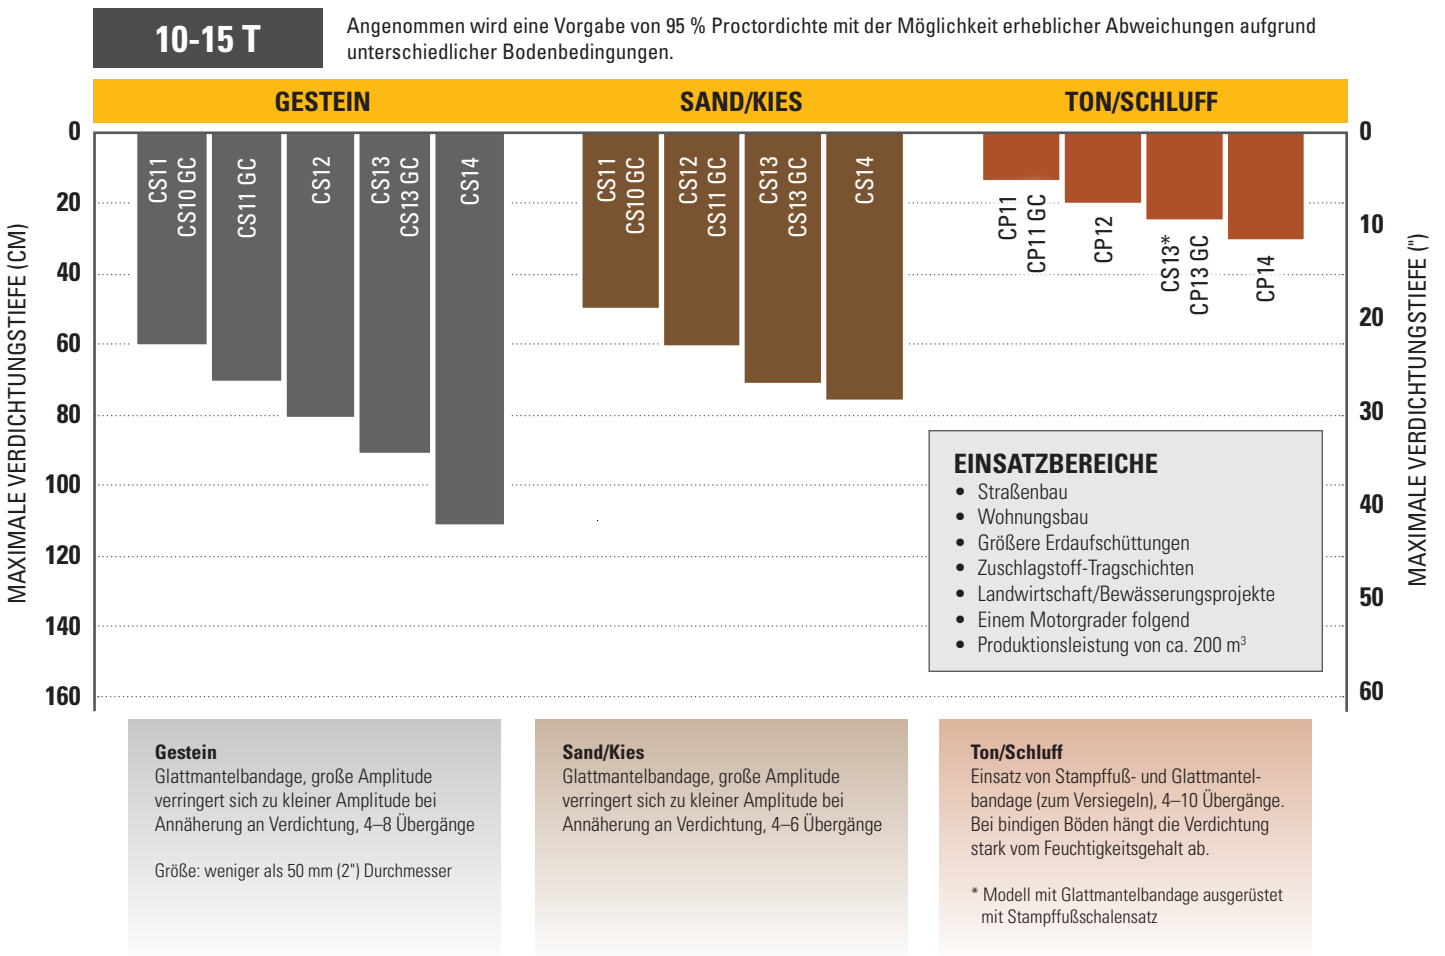 10-15 T
Angenommen wird eine Vorgabe von 95 % Proctordichte mit der Möglichkeit erheblicher Abweichungen aufgrund
unterschiedlicher Bodenbedingungen.
GESTEIN
SAND/KIES
TON/SCHLUFF
MAXIMALE VERDICHTUNGSTIEFE (CM)
0
20
40
60
80
100
120
140
160
CS11
CS10 GC
CS11 GC
CS12
CS13
CS13 GC
CS14
CS11
CS10 GC
CS12
CS11 GC
CS13
CS13 GC
CS14
CP11
CP11 GC
CP12
CS13*
CP13 GC
CP14
0
10
20
30
40
50
60
MAXIMALE VERDICHTUNGSTIEFE (")
EINSATZBEREICHE
• Straßenbau
• Wohnungsbau
• Größere Erdaufschüttungen
• Zuschlagstoff-Tragschichten
• Landwirtschaft/Bewässerungsprojekte
• Einem Motorgrader folgend
• Produktionsleistung von ca. 200 m³
Gestein
Glattmantelbandage, große Amplitude
verringert sich zu kleiner Amplitude bei
Annäherung an Verdichtung, 4–8 Übergänge
Größe: weniger als 50 mm (2") Durchmesser
Sand/Kies
Glattmantelbandage, große Amplitude
verringert sich zu kleiner Amplitude bei
Annäherung an Verdichtung, 4–6 Übergänge
Ton/Schluff
Einsatz von Stampffuß- und Glattmantel-
bandage (zum Versiegeln), 4–10 Übergänge.
Bei bindigen Böden hängt die Verdichtung
stark vom Feuchtigkeitsgehalt ab.
* Modell mit Glattmantelbandage ausgerüstet
mit Stampffußschalensatz